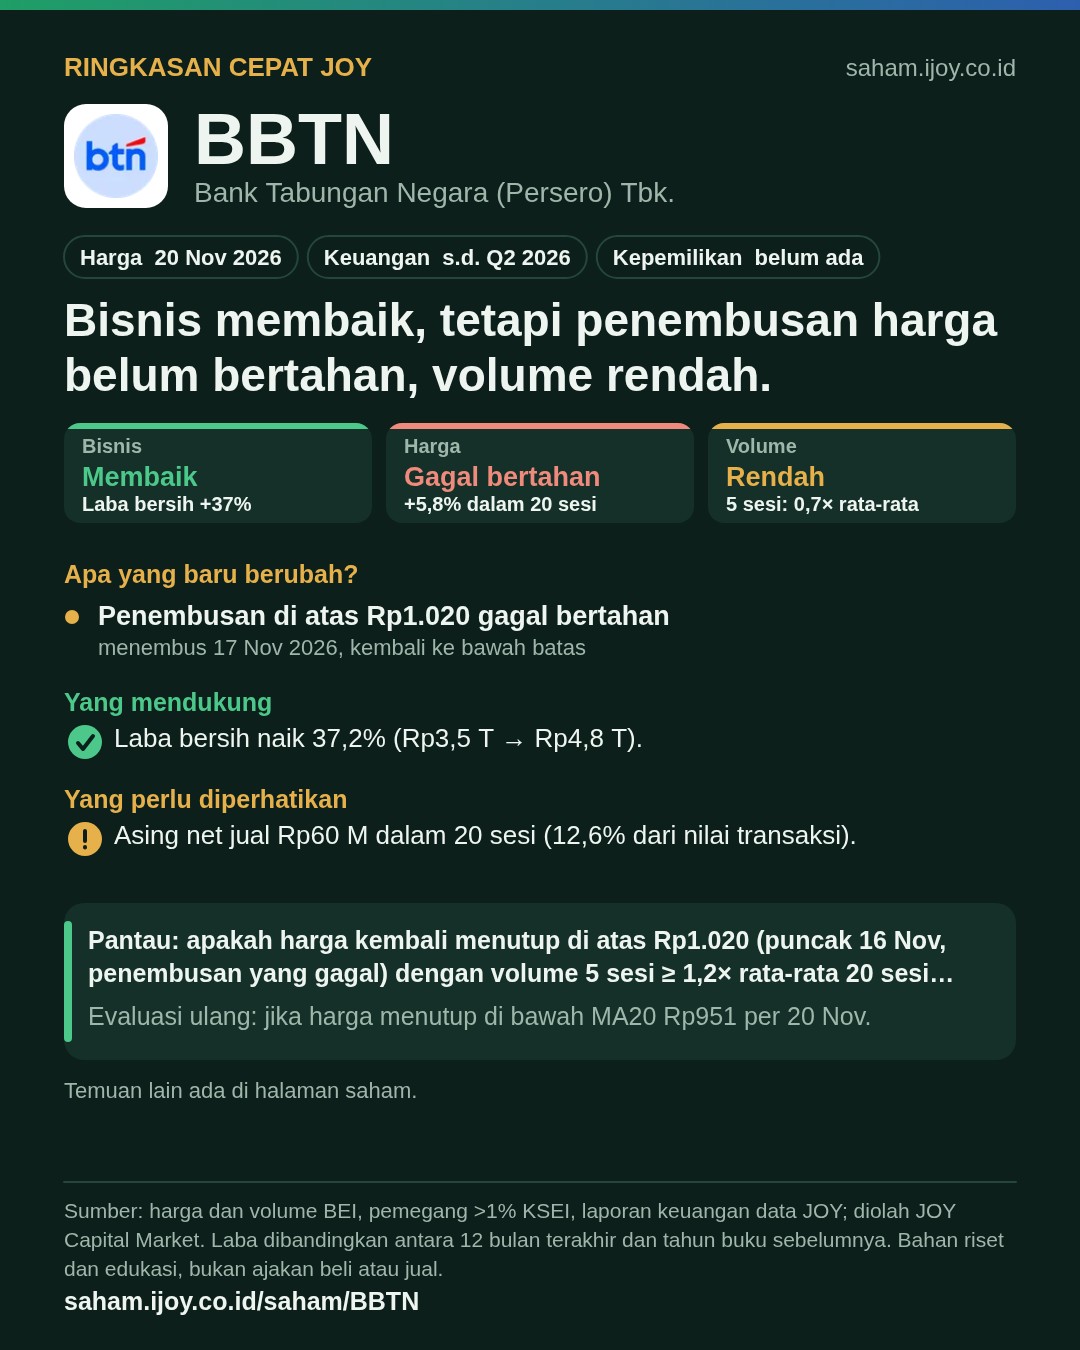 RINGKASAN CEPAT JOY
saham.ijoy.co.id
btn
BBTN
Bank Tabungan Negara (Persero) Tbk.
Harga 20 Nov 2026
Keuangan s.d. Q2 2026
Kepemilikan belum ada
Bisnis membaik, tetapi penembusan harga
belum bertahan, volume rendah.
Bisnis
Membaik
Laba bersih +37%
Harga
Gagal bertahan
+5,8% dalam 20 sesi
Volume
Rendah
5 sesi: 0,7× rata-rata
Apa yang baru berubah?
Penembusan di atas Rp1.020 gagal bertahan
menembus 17 Nov 2026, kembali ke bawah batas
Yang mendukung
Laba bersih naik 37,2% (Rp3,5 T → Rp4,8 T).
Yang perlu diperhatikan
Asing net jual Rp60 M dalam 20 sesi (12,6% dari nilai transaksi).
Pantau: apakah harga kembali menutup di atas Rp1.020 (puncak 16 Nov,
penembusan yang gagal) dengan volume 5 sesi ≥ 1,2× rata-rata 20 sesi…
Evaluasi ulang: jika harga menutup di bawah MA20 Rp951 per 20 Nov.
Temuan lain ada di halaman saham.
Sumber: harga dan volume BEI, pemegang >1% KSEI, laporan keuangan data JOY; diolah JOY
Capital Market. Laba dibandingkan antara 12 bulan terakhir dan tahun buku sebelumnya. Bahan riset
dan edukasi, bukan ajakan beli atau jual.
saham.ijoy.co.id/saham/BBTN